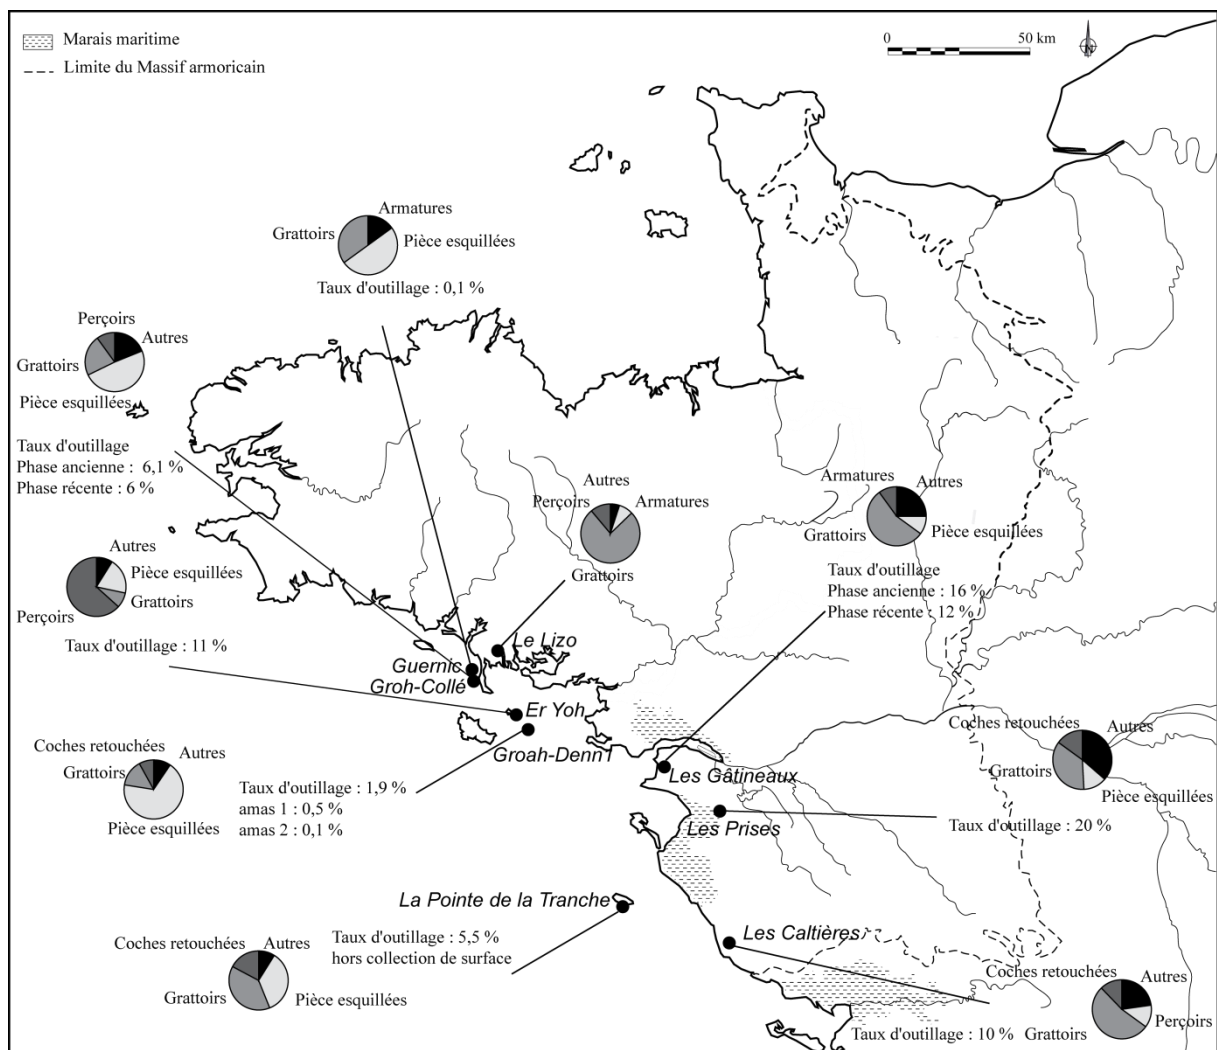 Marais maritime
Limite du Massif armoricain
0
50 km
N
Armatures
Grattoirs
Pièce esquillées
Taux d'outillage : 0,1 %
Perçoirs
Autres
Grattoirs
Pièce esquillées
Taux d'outillage
Phase ancienne : 6,1 %
Phase récente : 6 %
Autres
Perçoirs
Armatures
Grattoirs
Armatures
Autres
Grattoirs
Pièce esquillées
Taux d'outillage
Phase ancienne : 16 %
Phase récente : 12 %
Autres
Pièce esquillées
Grattoirs
Perçoirs
Taux d'outillage : 11 %
Le Lizo
Guernic
Groh-Collé
Er Yoh
Groah-Denn1
Les Gâtineaux
Les Prises
Coches retouchées
Autres
Grattoirs
Pièce esquillées
Taux d'outillage : 20 %
Coches retouchées
Autres
Grattoirs
Pièce esquillées
Taux d'outillage : 1,9 %
amas 1 : 0,5 %
amas 2 : 0,1 %
La Pointe de la Tranche
Taux d'outillage : 5,5 %
hors collection de surface
Coches retouchées
Autres
Grattoirs
Pièce esquillées
Les Caltières
Coches retouchées
Autres
Grattoirs
Perçoirs
Taux d'outillage : 10 %